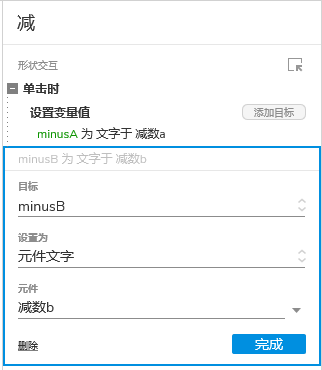 减
形状交互
单击时
设置变量值 添加目标
minusA 为 文字于 减数a
minusB 为 文字于 减数b
目标
minusB
设置为
元件文字
元件
减数b
删除 完成